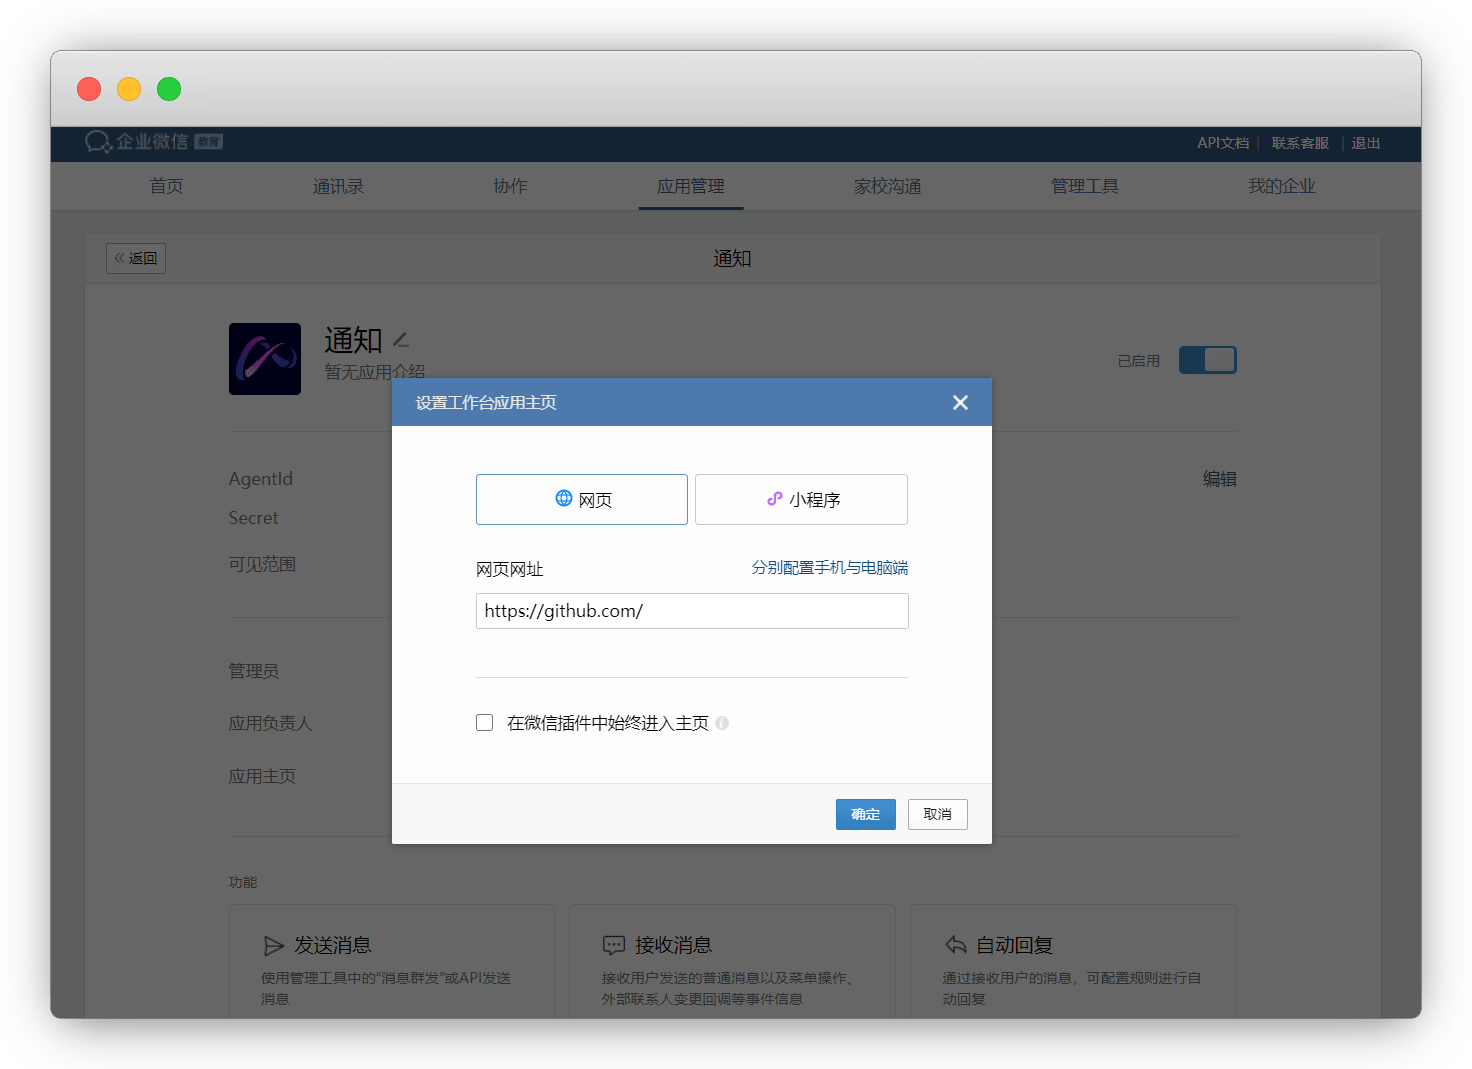 企业微信 教育
API文档 | 联系客服 | 退出
首页 通讯录 协作 应用管理 家校沟通 管理工具 我的企业
« 返回
通知
通知
暂无应用介绍
已启用
设置工作台应用主页
网页 小程序
AgentId
编辑
Secret
可见范围
网页网址 分别配置手机与电脑端
https://github.com/
管理员
应用负责人
在微信插件中始终进入主页
应用主页
确定 取消
功能
发送消息
使用管理工具中的“消息群发”或API发送
消息
接收消息
接收用户发送的普通消息以及菜单操作、
外部联系人变更回调等事件信息
自动回复
通过接收用户的消息，可配置规则进行自
动回复